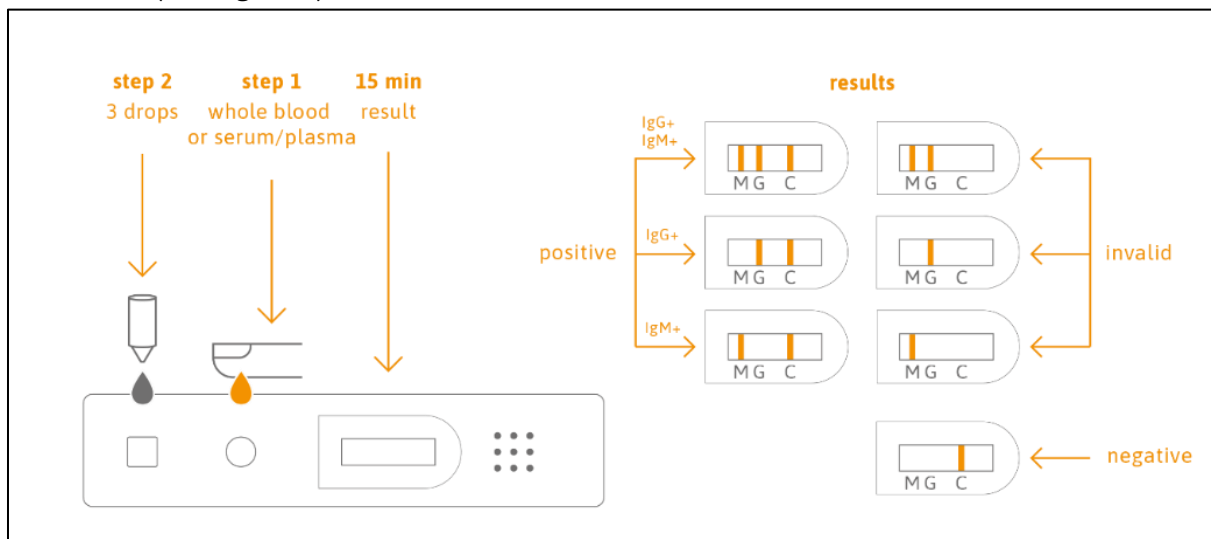 step 2
3 drops
step 1
whole blood
or serum/plasma
15 min
result
results
IgG+
IgM+
M G C
M G C
positive
IgG+
M G C
M G C
invalid
IgM+
M G C
M G C
M G C
negative